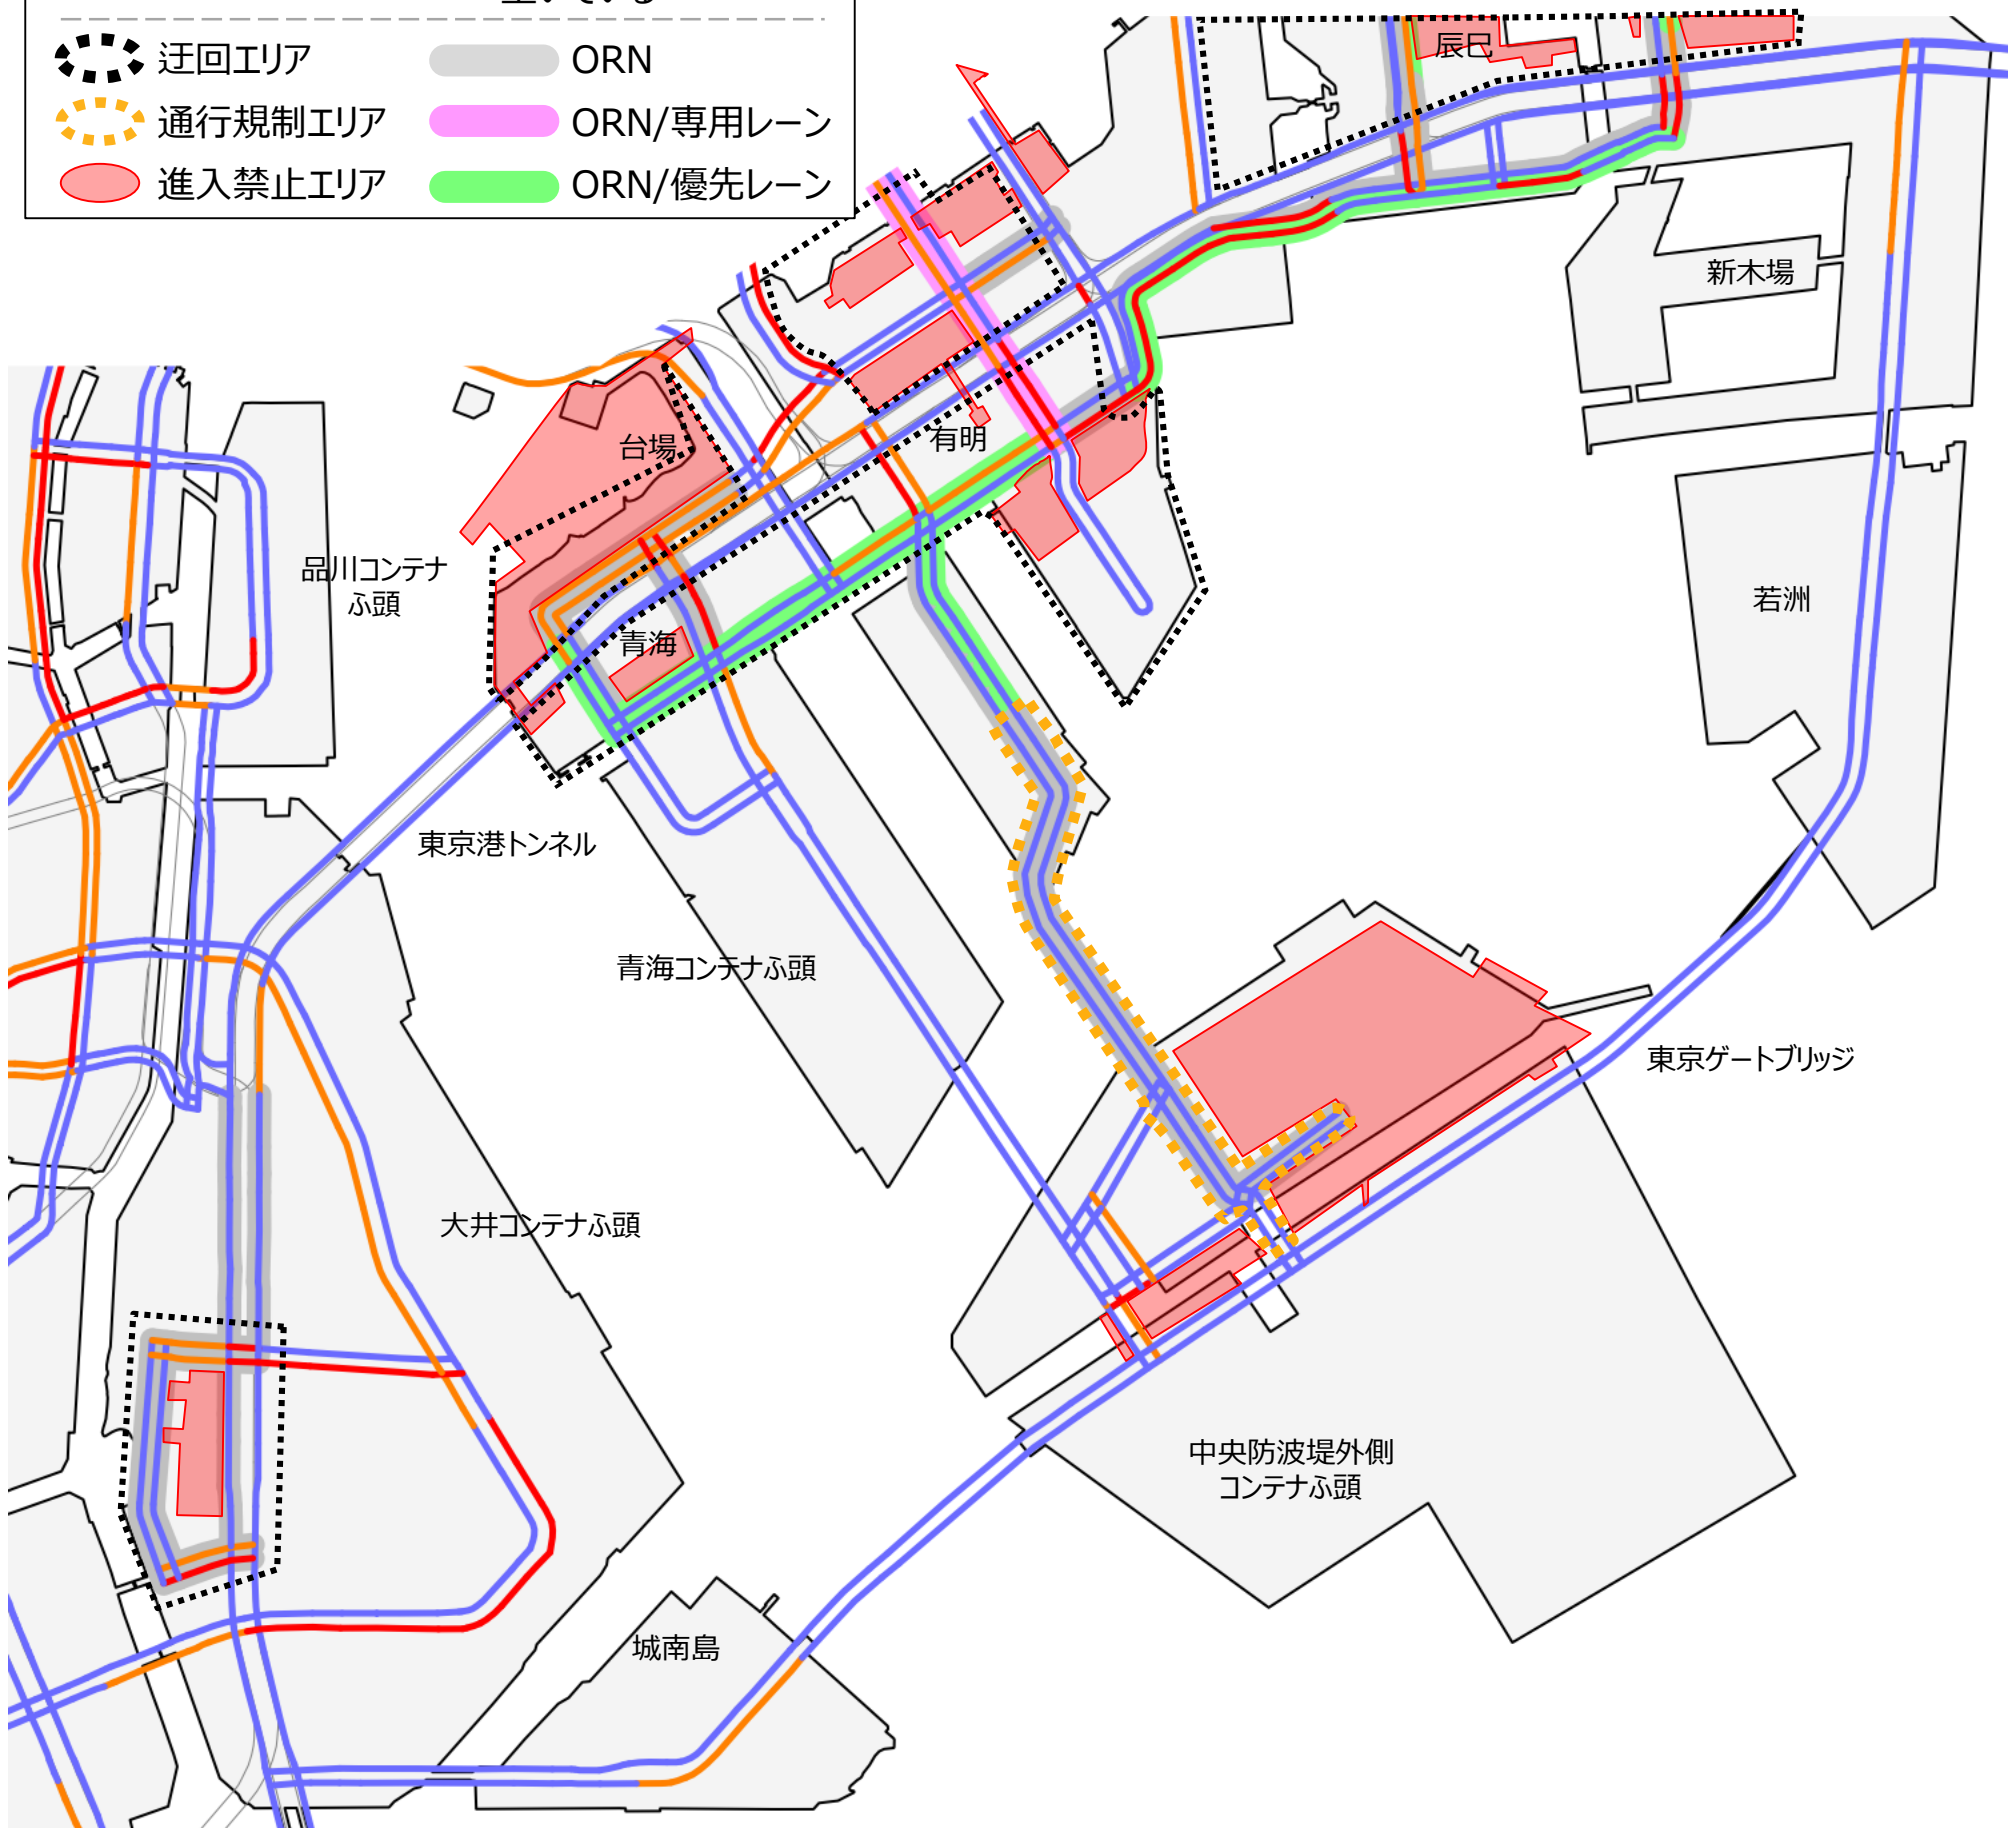 空いている
迂回エリア
ORN
通行規制エリア
ORN/専用レーン
進入禁止エリア
ORN/優先レーン
辰巳
新木場
有明
台場
品川コンテナ
ふ頭
青海
若洲
東京港トンネル
青海コンテナふ頭
東京ゲートブリッジ
大井コンテナふ頭
中央防波堤外側
コンテナふ頭
城南島